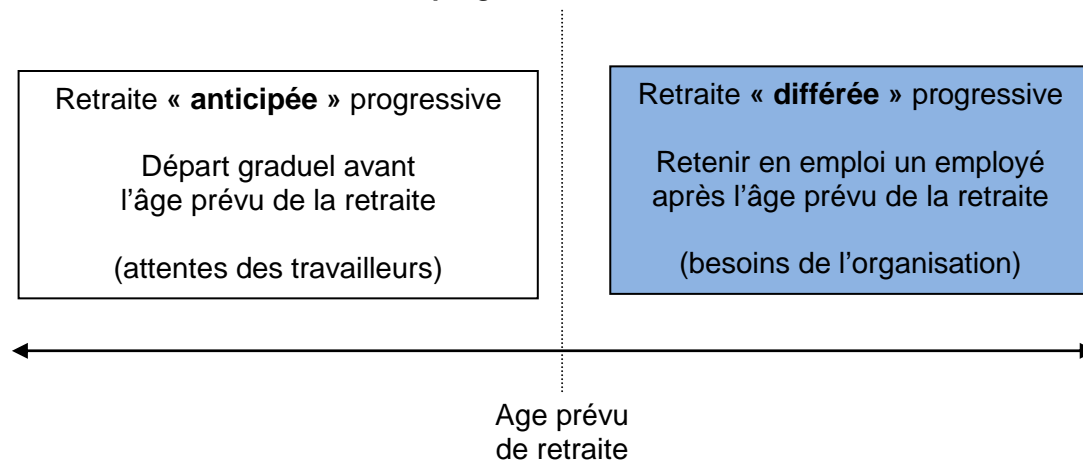 Retraite « anticipée » progressive
Départ graduel avant
l’âge prévu de la retraite
(attentes des travailleurs)
Retraite « différée » progressive
Retenir en emploi un employé
après l’âge prévu de la retraite
(besoins de l’organisation)
Age prévu
de retraite